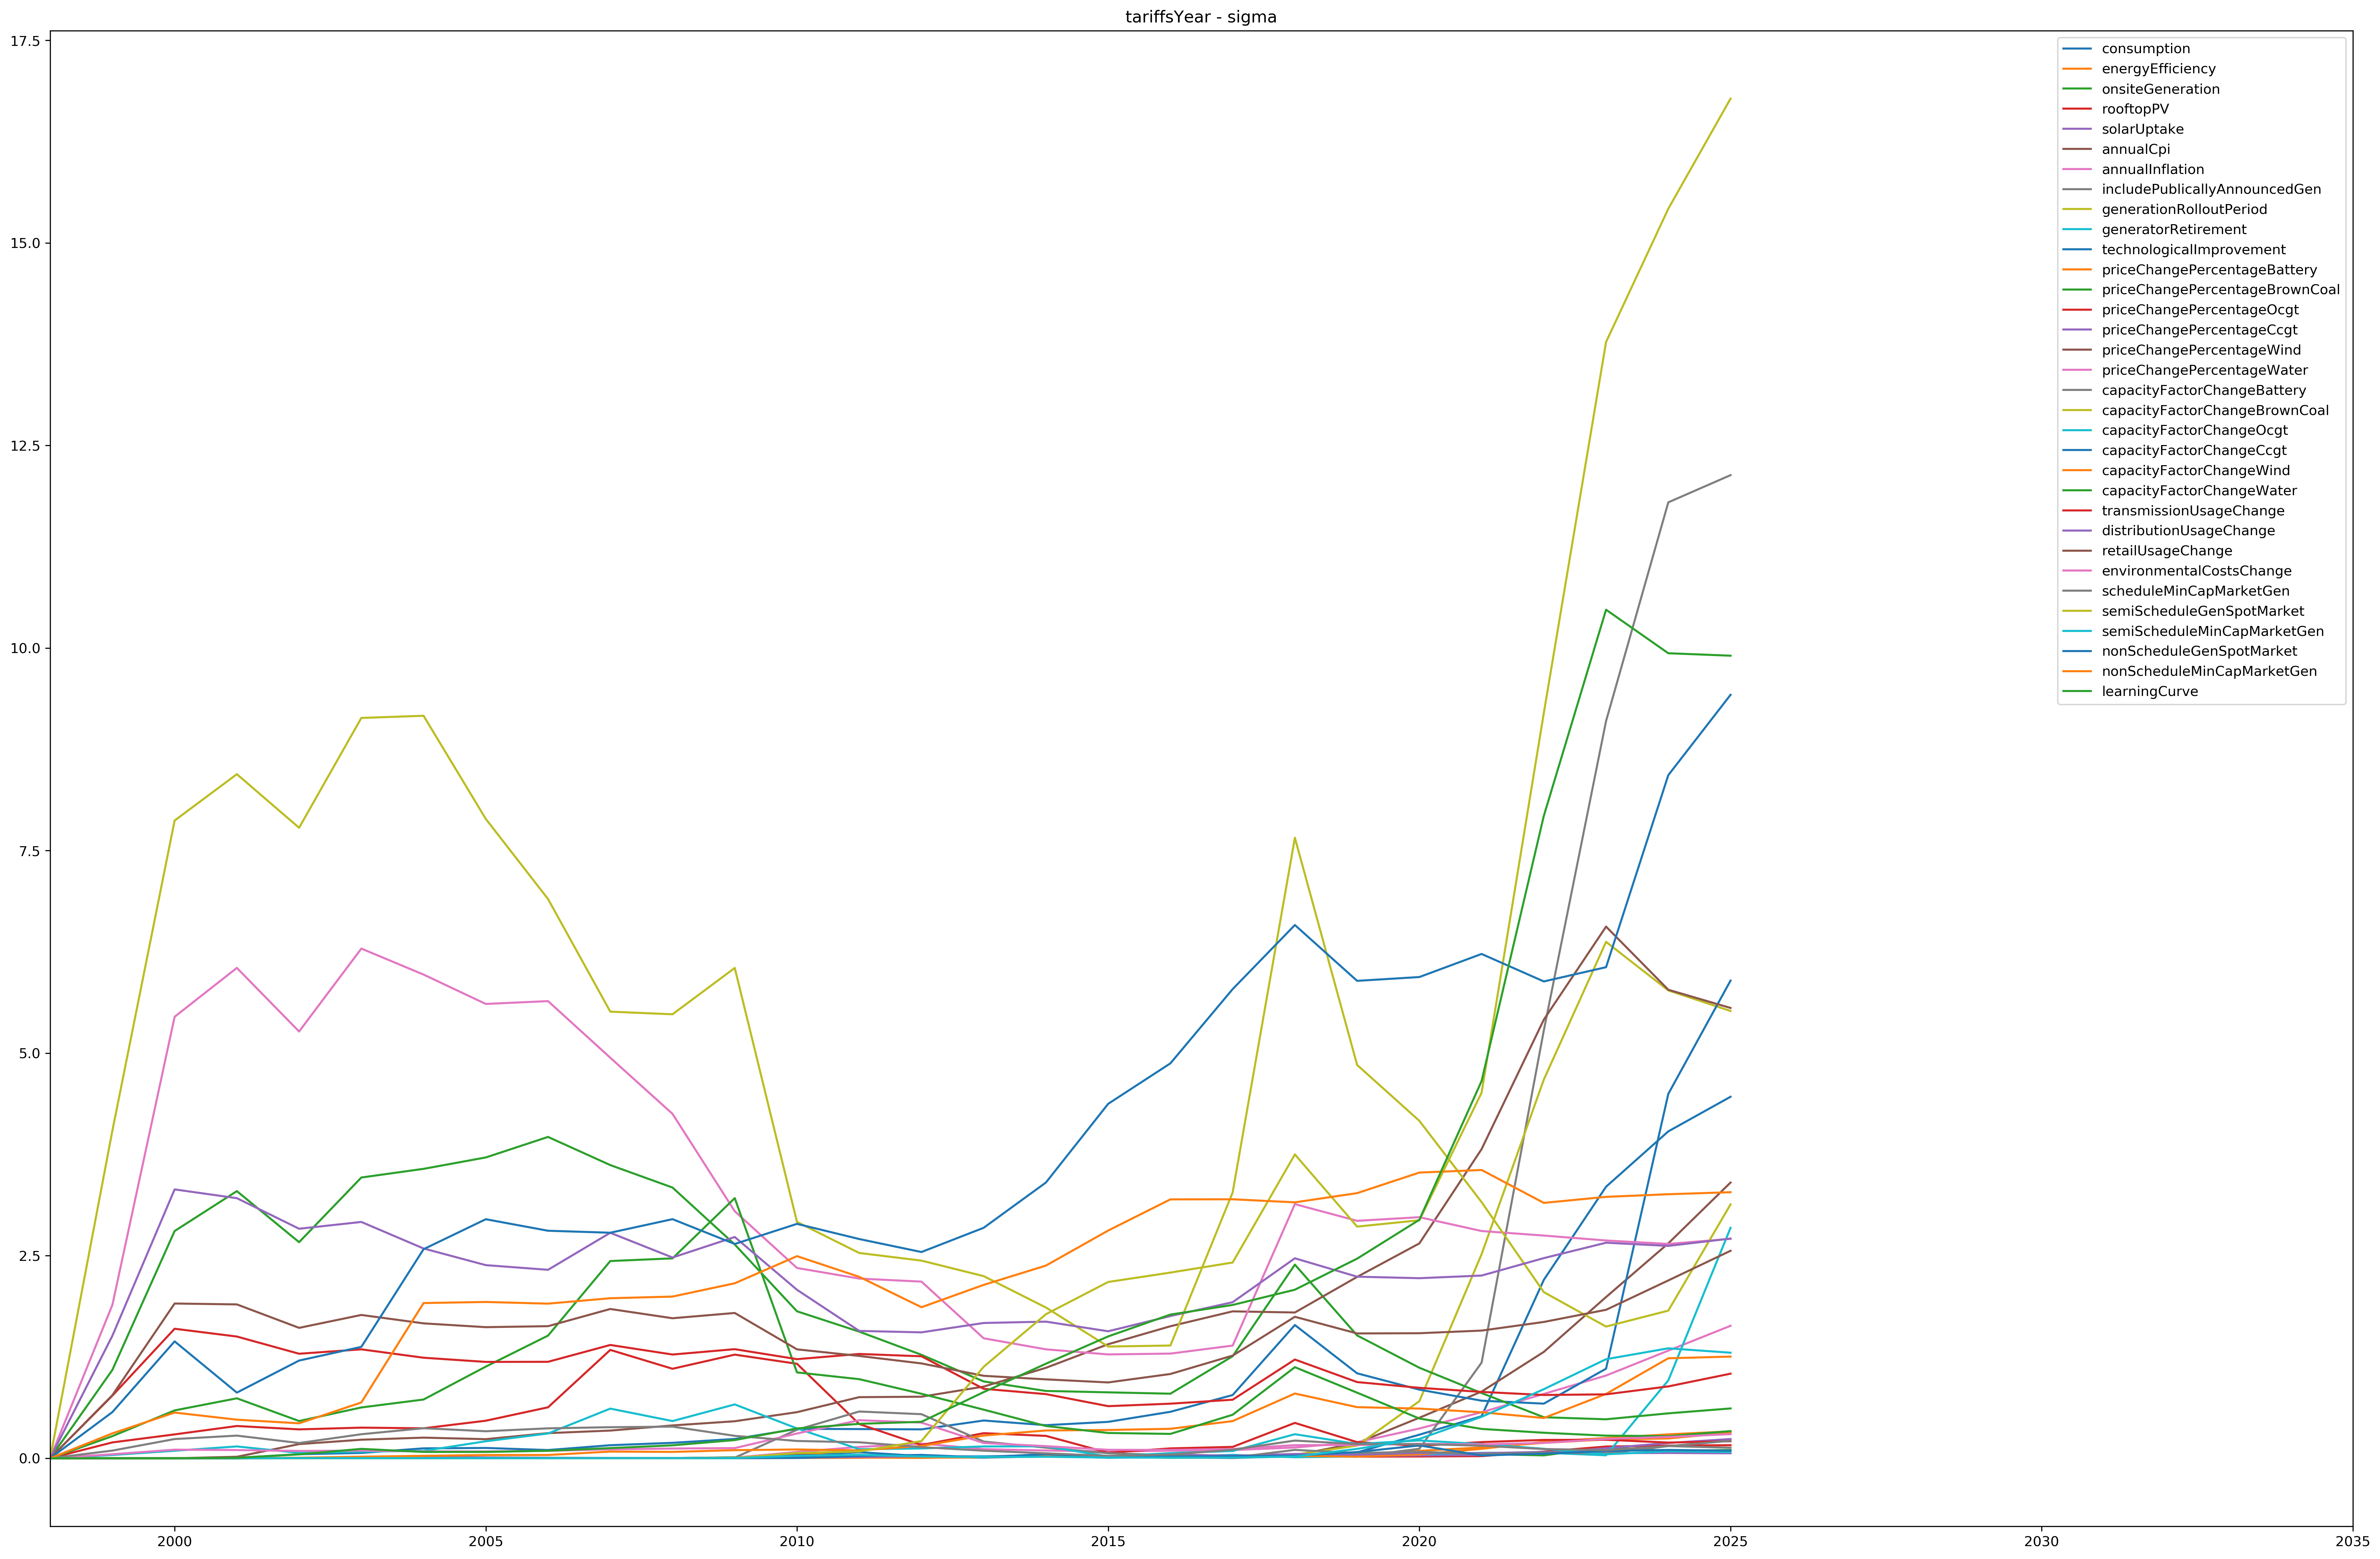 tariffsYear - sigma
17.5
15.0
12.5
10.0
7.5
5.0
2.5
0.0
2000
2005
2010
2015
2020
2025
2030
2035
consumption
energyEfficiency
onsiteGeneration
rooftopPV
solarUptake
annualCpi
annualInflation
includePublicallyAnnouncedGen
generationRolloutPeriod
generatorRetirement
technologicalImprovement
priceChangePercentageBattery
priceChangePercentageBrownCoal
priceChangePercentageOcgt
priceChangePercentageCcgt
priceChangePercentageWind
priceChangePercentageWater
capacityFactorChangeBattery
capacityFactorChangeBrownCoal
capacityFactorChangeOcgt
capacityFactorChangeCcgt
capacityFactorChangeWind
capacityFactorChangeWater
transmissionUsageChange
distributionUsageChange
retailUsageChange
environmentalCostsChange
scheduleMinCapMarketGen
semiScheduleGenSpotMarket
semiScheduleMinCapMarketGen
nonScheduleGenSpotMarket
nonScheduleMinCapMarketGen
learningCurve